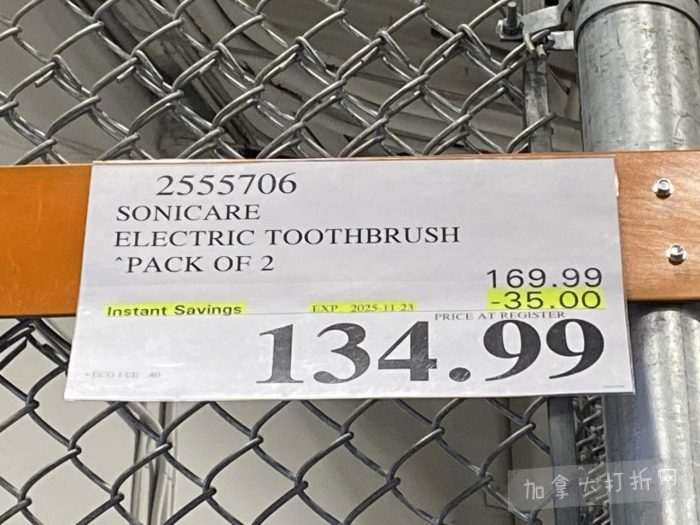 2555706
SONICARE
ELECTRIC TOOTHBRUSH
^PACK OF 2
169.99
Instant Savings EXP. 2025-11-23 -35.00
PRICE AT REGISTER
134.99
加拿大打折网